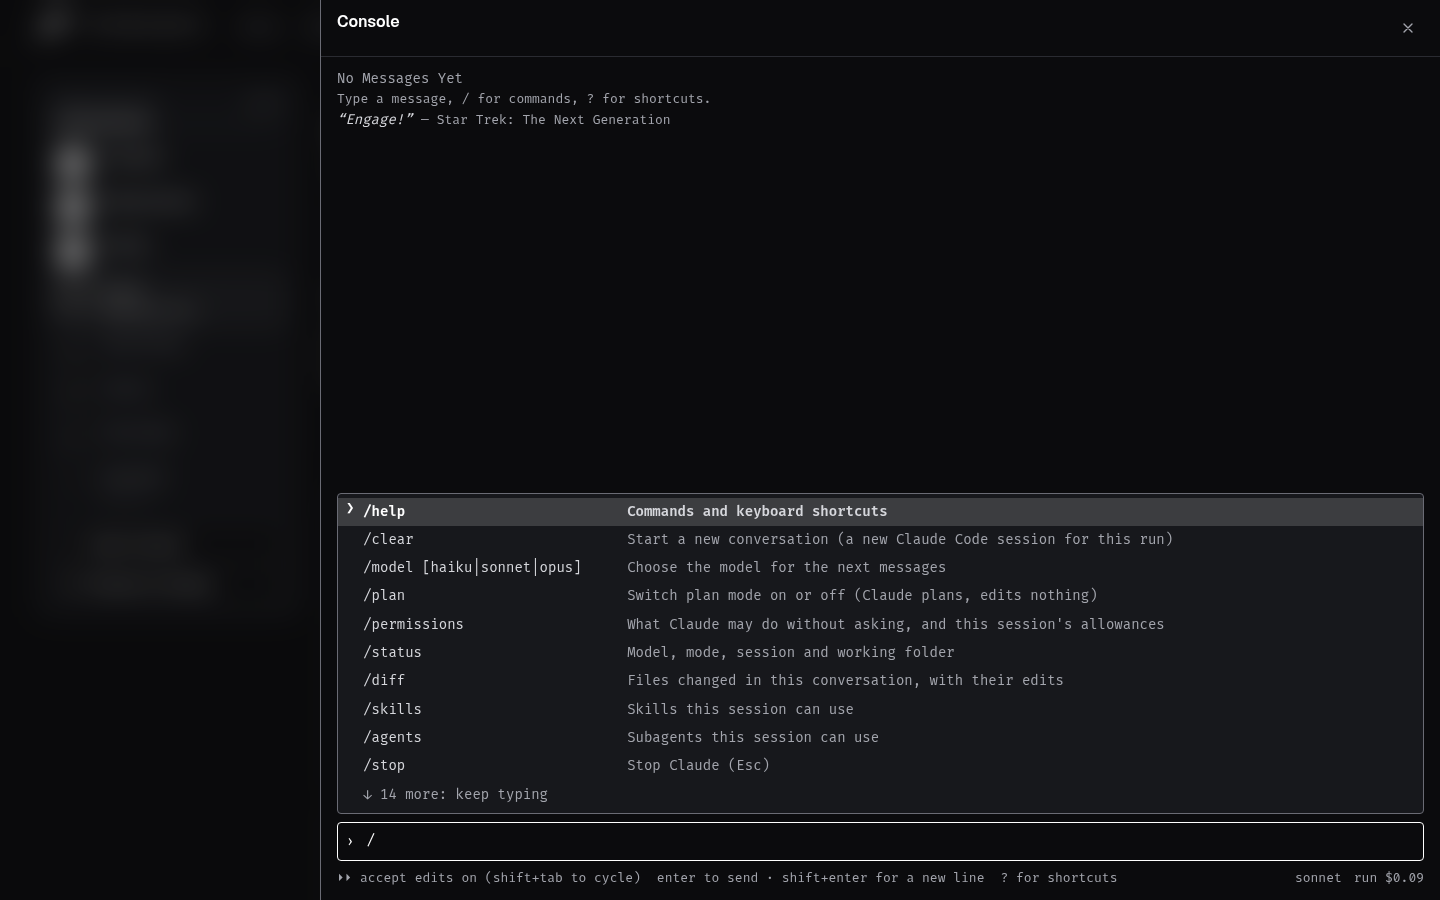 Console
×
No Messages Yet
Type a message, / for commands, ? for shortcuts.
“Engage!” — Star Trek: The Next Generation
❯ /help Commands and keyboard shortcuts
/clear Start a new conversation (a new Claude Code session for this run)
/model [haiku|sonnet|opus] Choose the model for the next messages
/plan Switch plan mode on or off (Claude plans, edits nothing)
/permissions What Claude may do without asking, and this session's allowances
/status Model, mode, session and working folder
/diff Files changed in this conversation, with their edits
/skills Skills this session can use
/agents Subagents this session can use
/stop Stop Claude (Esc)
↓ 14 more: keep typing
› /
⏵⏵ accept edits on (shift+tab to cycle) enter to send · shift+enter for a new line ? for shortcuts sonnet run $0.09